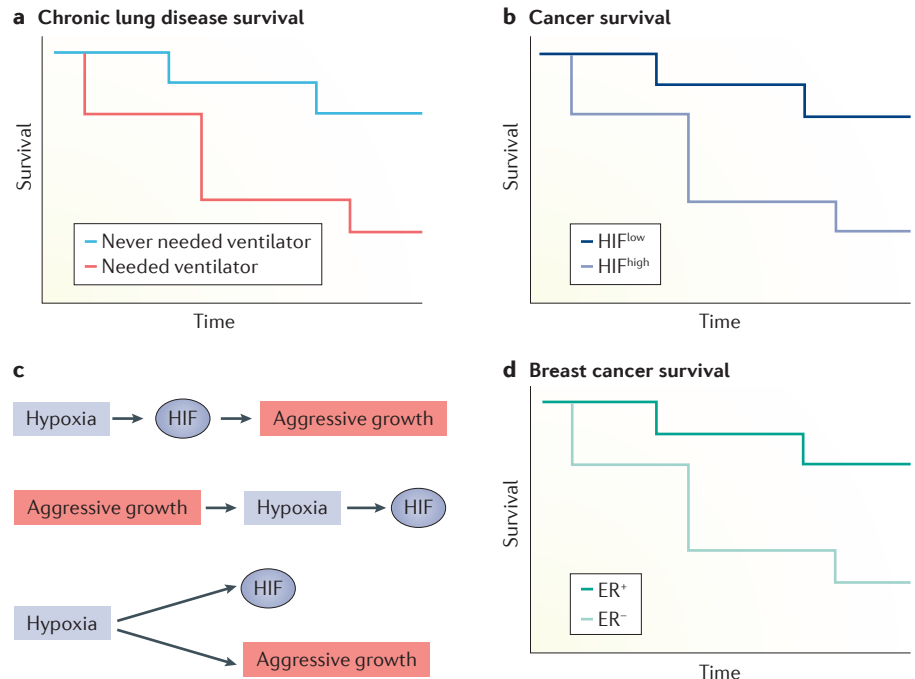 a Chronic lung disease survival
Survival
Never needed ventilator
Needed ventilator
Time
b Cancer survival
Survival
HIFlow
HIFhigh
Time
c
Hypoxia HIF Aggressive growth
Aggressive growth Hypoxia HIF
HIF
Hypoxia
Aggressive growth
d Breast cancer survival
Survival
ER+
ER−
Time